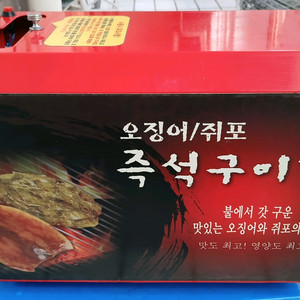 오징어/쥐포
즉석구이
불에서 갓 구운
맛있는 오징어와 쥐포의
맛도 최고! 영양도 최고